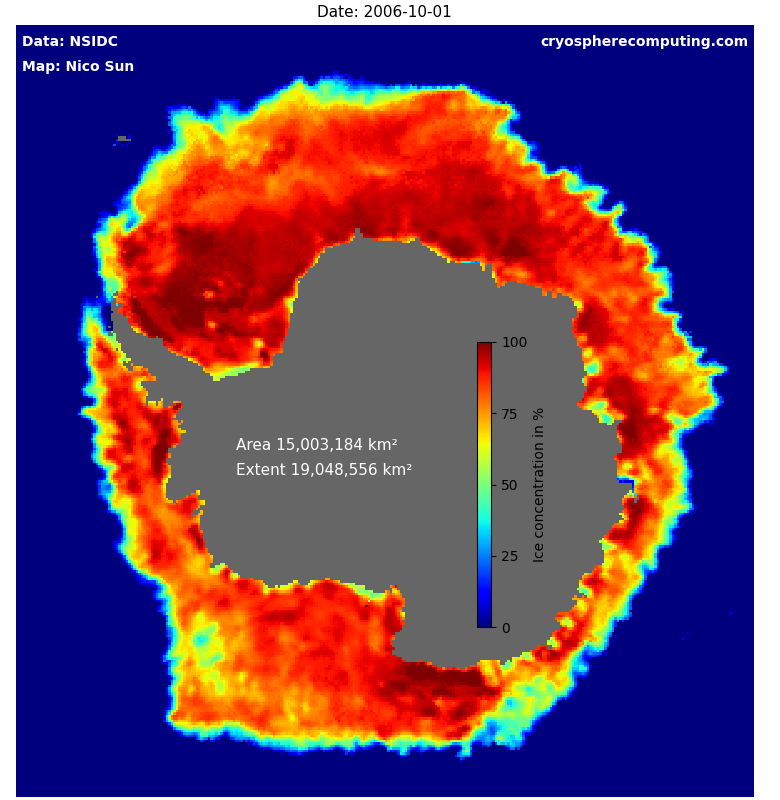 Date: 2006-10-01
Data: NSIDC
cryospherecomputing.com
Map: Nico Sun
100
75
50
25
0
Ice concentration in %
Area 15,003,184 km²
Extent 19,048,556 km²